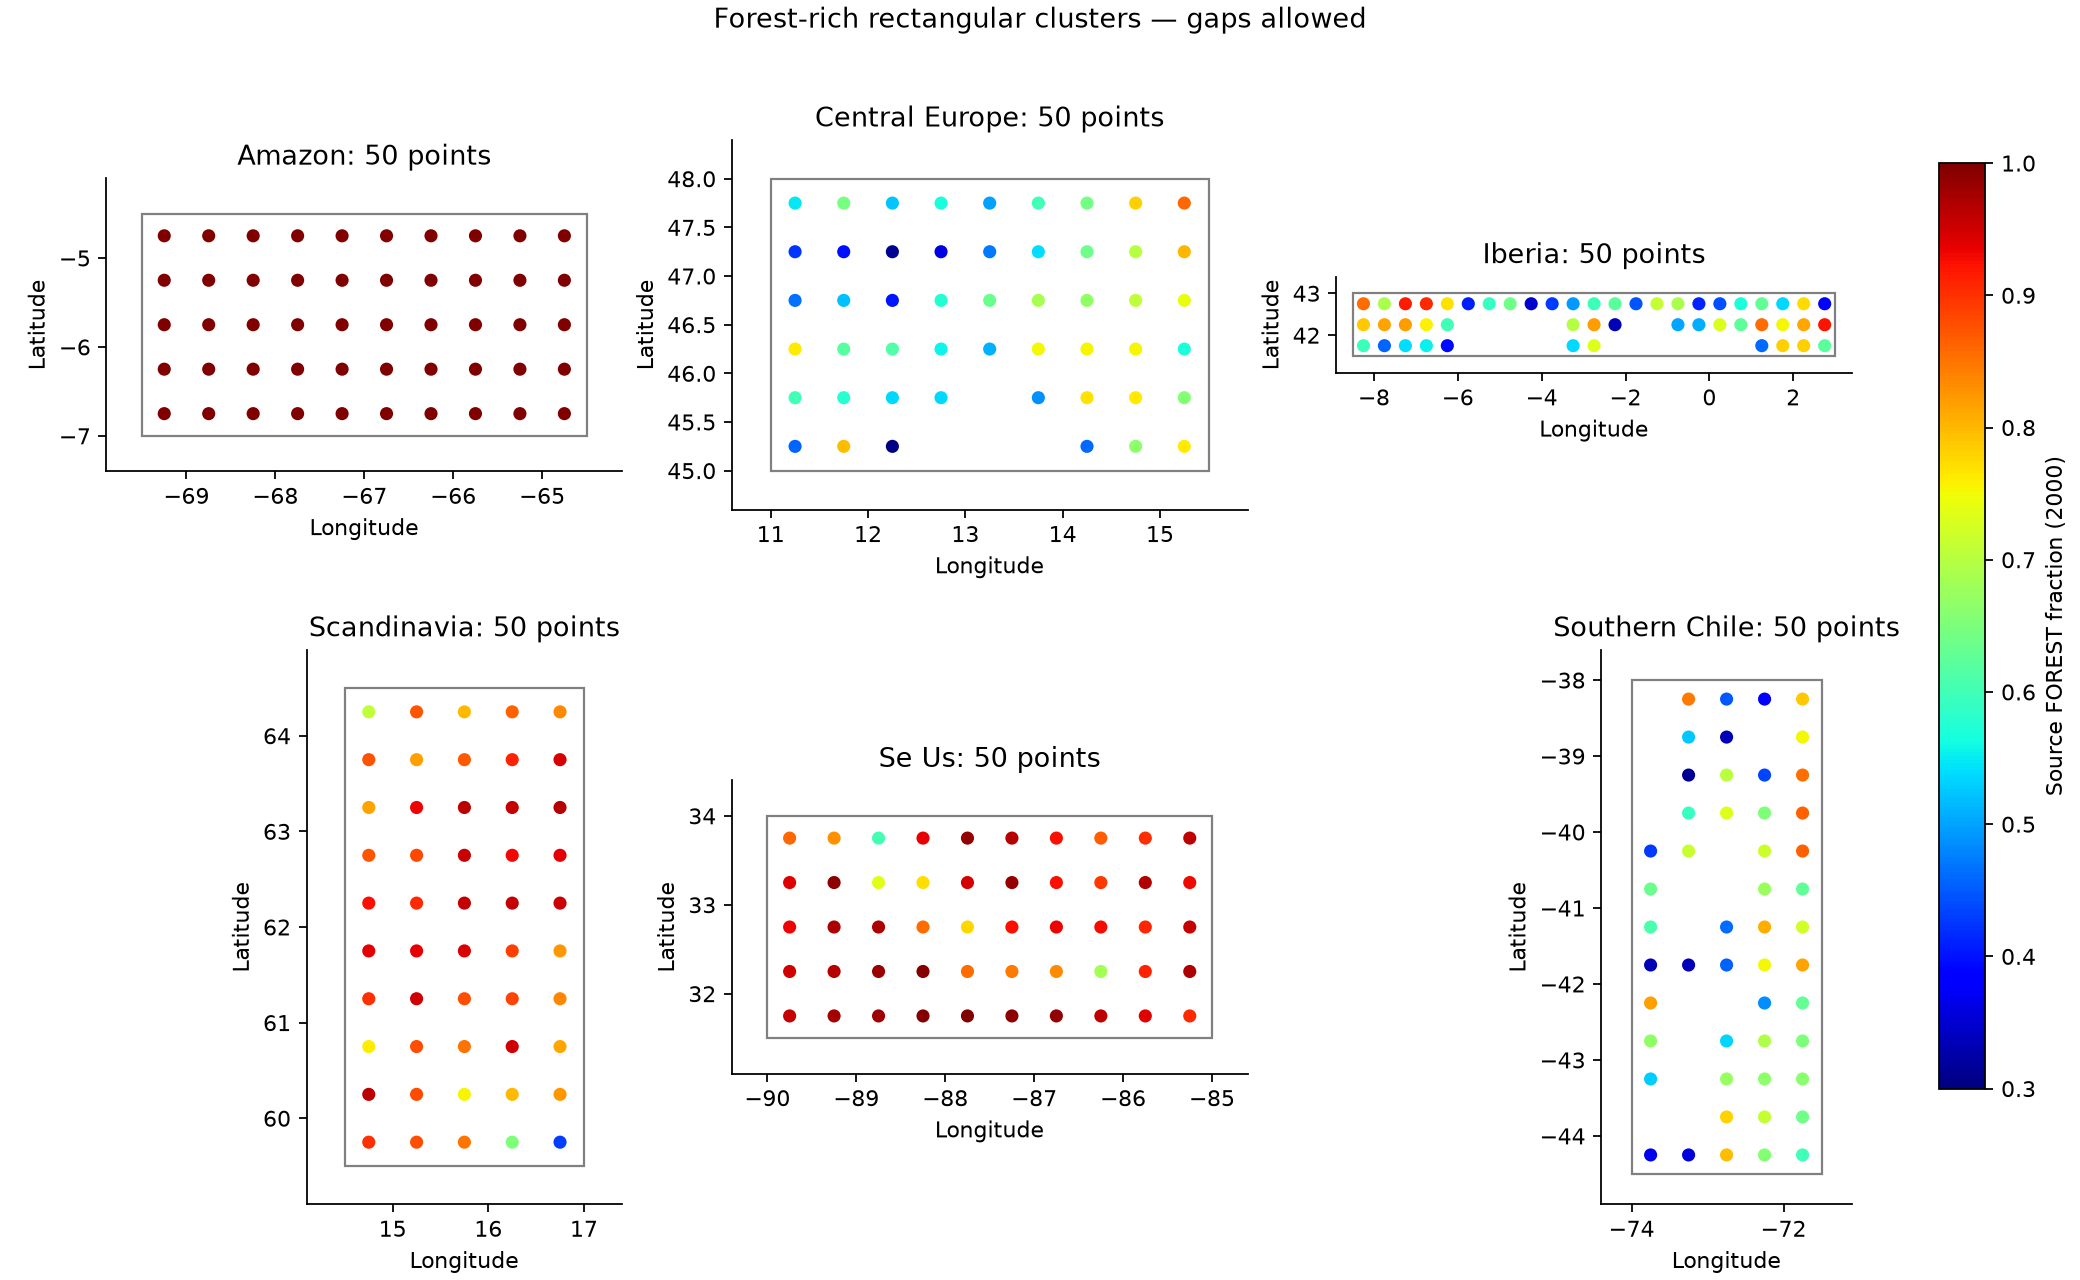 Forest-rich rectangular clusters — gaps allowed
Amazon: 50 points
−5
−6
−7
Latitude
−69 −68 −67 −66 −65
Longitude
Central Europe: 50 points
48.0
47.5
47.0
46.5
46.0
45.5
45.0
Latitude
11 12 13 14 15
Longitude
Iberia: 50 points
43
42
Latitude
−8 −6 −4 −2 0 2
Longitude
Scandinavia: 50 points
64
63
62
61
60
Latitude
15 16 17
Longitude
Se Us: 50 points
34
33
32
Latitude
−90 −89 −88 −87 −86 −85
Longitude
Southern Chile: 50 points
−38
−39
−40
−41
−42
−43
−44
Latitude
−74 −72
Longitude
1.0
0.9
0.8
0.7
0.6
0.5
0.4
0.3
Source FOREST fraction (2000)